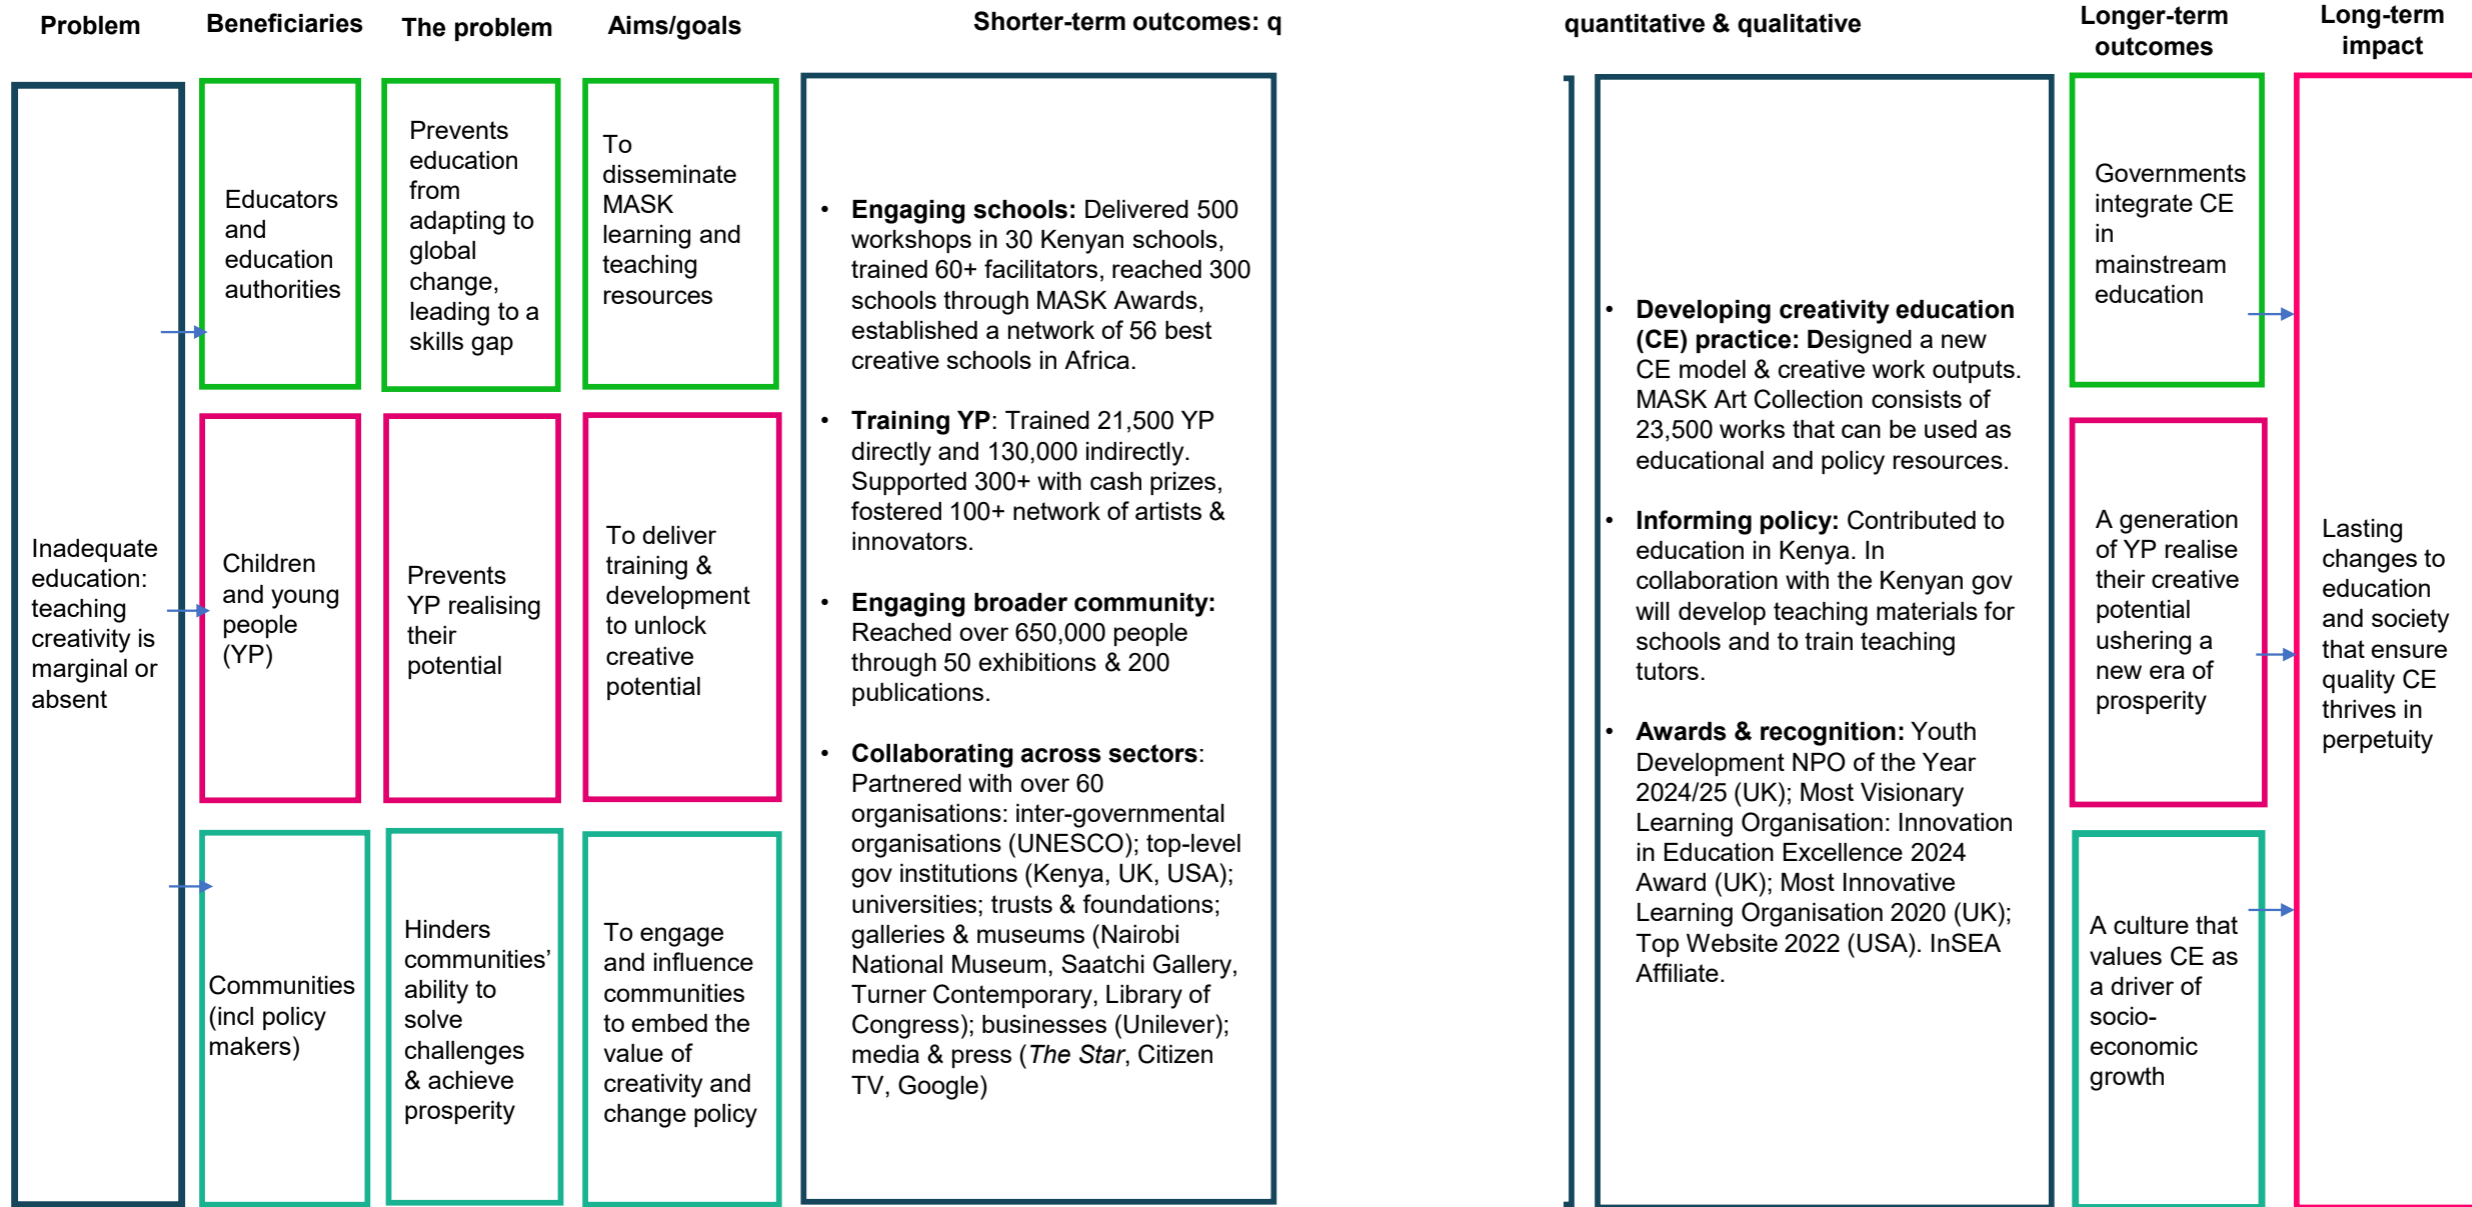 Problem
Beneficiaries
The problem
Aims/goals
Shorter-term outcomes: q
quantitative & qualitative
Longer-term
outcomes
Long-term
impact
Inadequate
education:
teaching
creativity is
marginal or
absent
Educators
and
education
authorities
Prevents
education
from
adapting to
global
change,
leading to a
skills gap
To
disseminate
MASK
learning and
teaching
resources
Children
and young
people
(YP)
Prevents
YP realising
their
potential
To deliver
training &
development
to unlock
creative
potential
Communities
(incl policy
makers)
Hinders
communities’
ability to
solve
challenges
& achieve
prosperity
To engage
and influence
communities
to embed the
value of
creativity and
change policy
• Engaging schools: Delivered 500
workshops in 30 Kenyan schools,
trained 60+ facilitators, reached 300
schools through MASK Awards,
established a network of 56 best
creative schools in Africa.
• Training YP: Trained 21,500 YP
directly and 130,000 indirectly.
Supported 300+ with cash prizes,
fostered 100+ network of artists &
innovators.
• Engaging broader community:
Reached over 650,000 people
through 50 exhibitions & 200
publications.
• Collaborating across sectors:
Partnered with over 60
organisations: inter-governmental
organisations (UNESCO); top-level
gov institutions (Kenya, UK, USA);
universities; trusts & foundations;
galleries & museums (Nairobi
National Museum, Saatchi Gallery,
Turner Contemporary, Library of
Congress); businesses (Unilever);
media & press (The Star, Citizen
TV, Google)
• Developing creativity education
(CE) practice: Designed a new
CE model & creative work outputs.
MASK Art Collection consists of
23,500 works that can be used as
educational and policy resources.
• Informing policy: Contributed to
education in Kenya. In
collaboration with the Kenyan gov
will develop teaching materials for
schools and to train teaching
tutors.
• Awards & recognition: Youth
Development NPO of the Year
2024/25 (UK); Most Visionary
Learning Organisation: Innovation
in Education Excellence 2024
Award (UK); Most Innovative
Learning Organisation 2020 (UK);
Top Website 2022 (USA). InSEA
Affiliate.
Governments
integrate CE
in
mainstream
education
A generation
of YP realise
their creative
potential
ushering a
new era of
prosperity
A culture that
values CE as
a driver of
socio-
economic
growth
Lasting
changes to
education
and society
that ensure
quality CE
thrives in
perpetuity